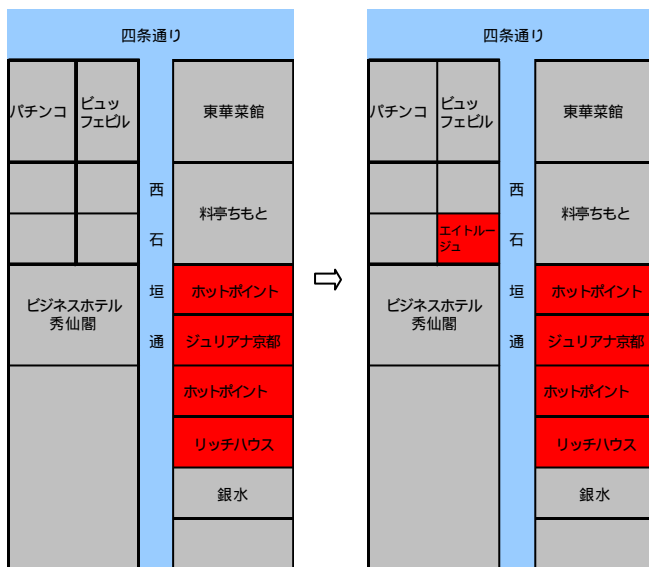 四条通り
パチンコ
ビュッ
フェビル
東華菜館
料亭ちもと
西
石
垣
通
ホットポイント
ビジネスホテル
秀仙閣
ジュリアナ京都
ホットポイント
リッチハウス
銀水
⇨
四条通り
パチンコ
ビュッ
フェビル
東華菜館
料亭ちもと
エイトルー
ジュ
西
石
垣
通
ホットポイント
ビジネスホテル
秀仙閣
ジュリアナ京都
ホットポイント
リッチハウス
銀水